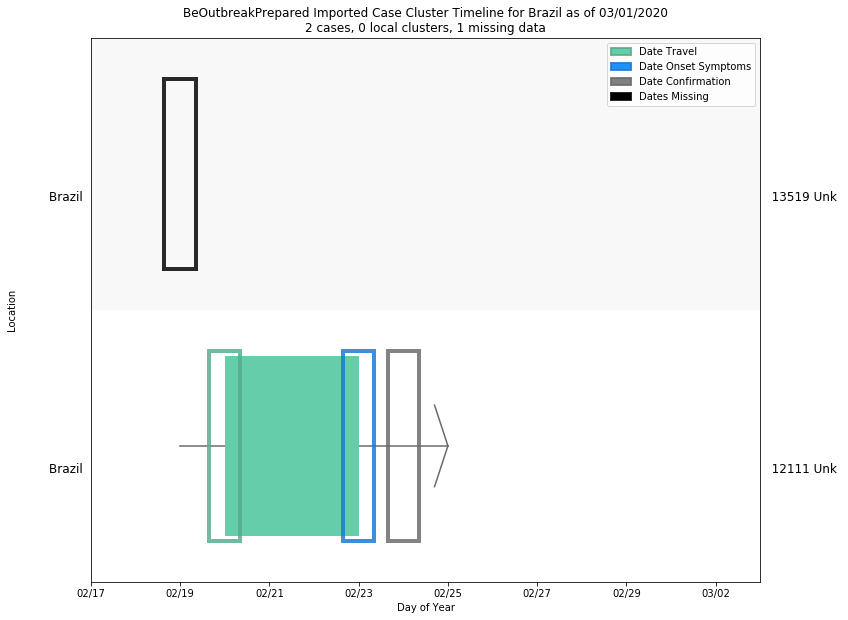 BeOutbreakPrepared Imported Case Cluster Timeline for Brazil as of 03/01/2020
2 cases, 0 local clusters, 1 missing data
Date Travel
Date Onset Symptoms
Date Confirmation
Dates Missing
Brazil
13519 Unk
Location
Brazil
12111 Unk
02/17
02/19
02/21
02/23
02/25
02/27
02/29
03/02
Day of Year